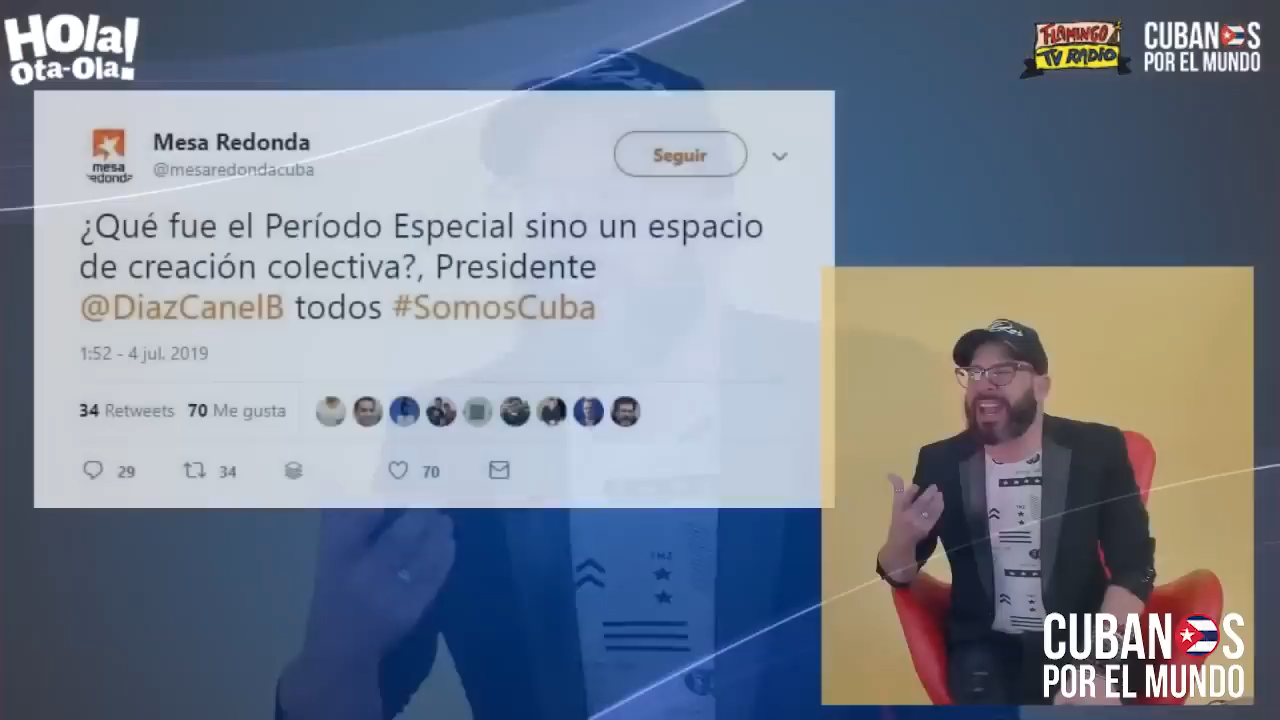 Hola!
Ota-Ola!
FLAMINGO
TV RADIO
CUBANOS
POR EL MUNDO
mesa
redonda
Mesa Redonda
@mesaredondacuba
Seguir
¿Qué fue el Período Especial sino un espacio
de creación colectiva?, Presidente
@DiazCanelB todos #SomosCuba
1:52 - 4 jul. 2019
34 Retweets 70 Me gusta
29 34 70
CUBANOS
POR EL MUNDO